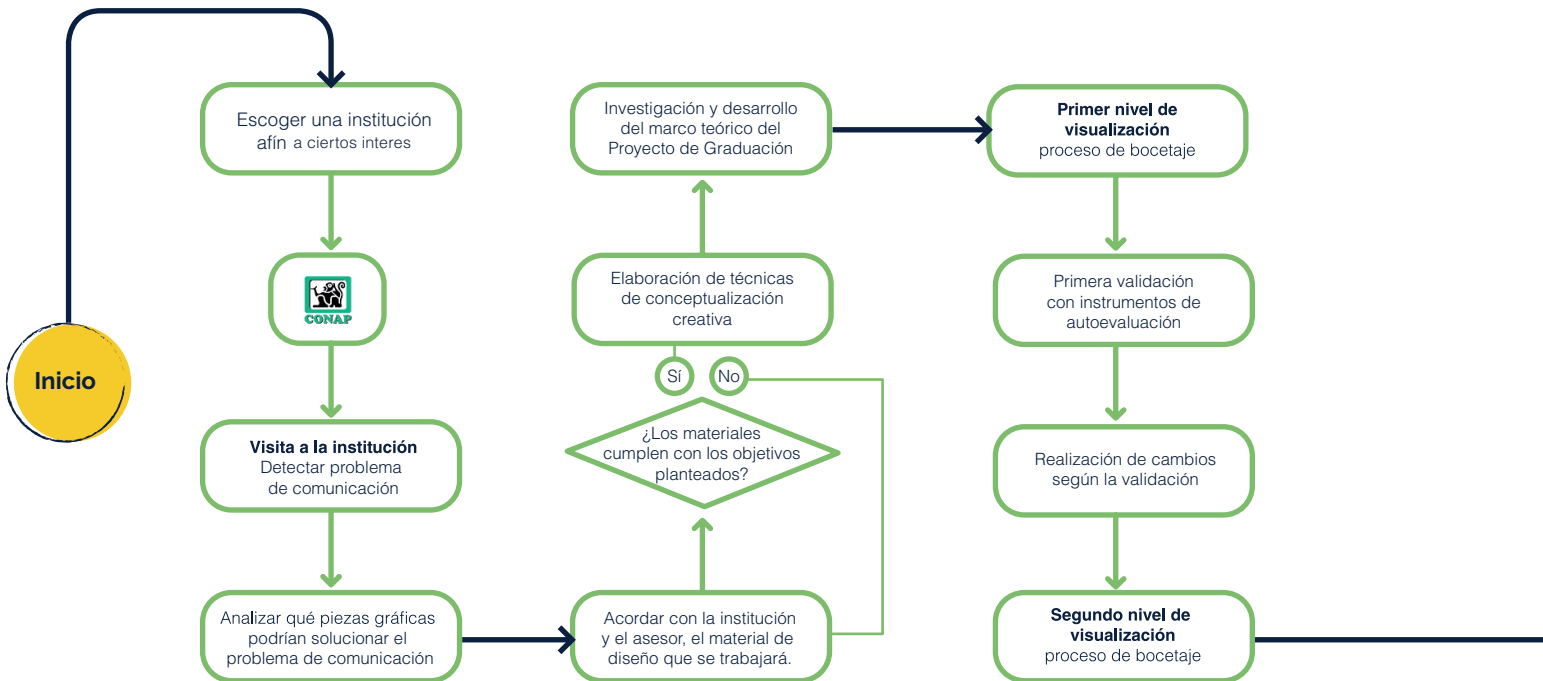 Inicio
Escoger una institución
afín a ciertos interes
CONAP
Visita a la institución
Detectar problema
de comunicación
Analizar qué piezas gráficas
podrían solucionar el
problema de comunicación
Acordar con la institución
y el asesor, el material de
diseño que se trabajará.
¿Los materiales
cumplen con los objetivos
planteados?
Sí
No
Elaboración de técnicas
de conceptualización
creativa
Investigación y desarrollo
del marco teórico del
Proyecto de Graduación
Primer nivel de
visualización
proceso de bocetaje
Primera validación
con instrumentos de
autoevaluación
Realización de cambios
según la validación
Segundo nivel de
visualización
proceso de bocetaje